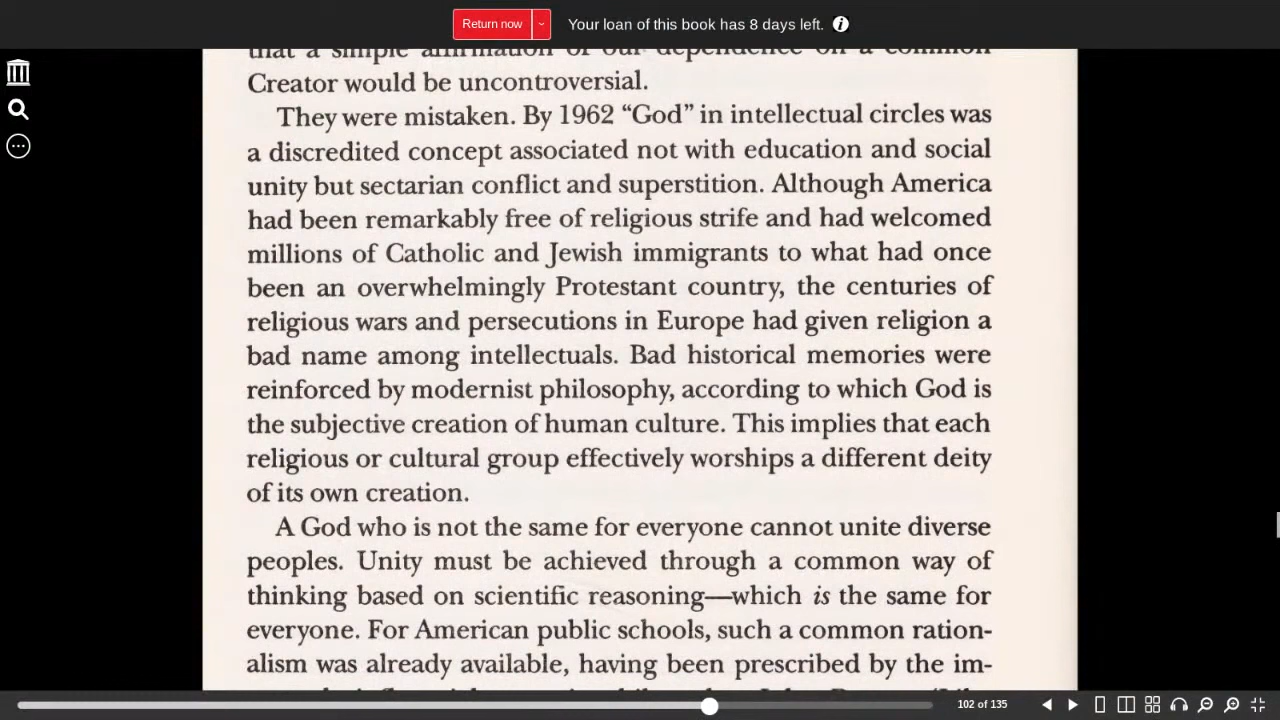 Return now
Your loan of this book has 8 days left.
that a simple affirmation of our dependence on a common
Creator would be uncontroversial.
They were mistaken. By 1962 “God” in intellectual circles was
a discredited concept associated not with education and social
unity but sectarian conflict and superstition. Although America
had been remarkably free of religious strife and had welcomed
millions of Catholic and Jewish immigrants to what had once
been an overwhelmingly Protestant country, the centuries of
religious wars and persecutions in Europe had given religion a
bad name among intellectuals. Bad historical memories were
reinforced by modernist philosophy, according to which God is
the subjective creation of human culture. This implies that each
religious or cultural group effectively worships a different deity
of its own creation.
A God who is not the same for everyone cannot unite diverse
peoples. Unity must be achieved through a common way of
thinking based on scientific reasoning—which is the same for
everyone. For American public schools, such a common ration-
alism was already available, having been prescribed by the im-
102 of 135